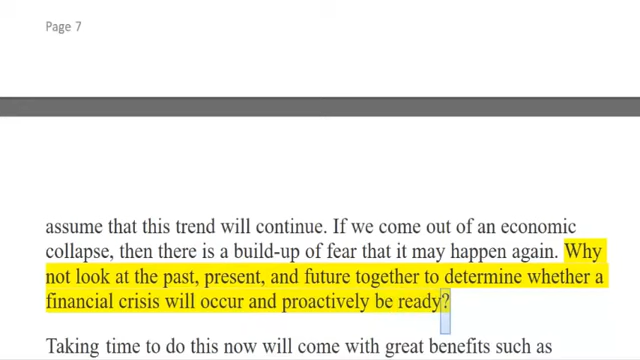 Page 7
assume that this trend will continue. If we come out of an economic
collapse, then there is a build-up of fear that it may happen again. Why
not look at the past, present, and future together to determine whether a
financial crisis will occur and proactively be ready?
Taking time to do this now will come with great benefits such as